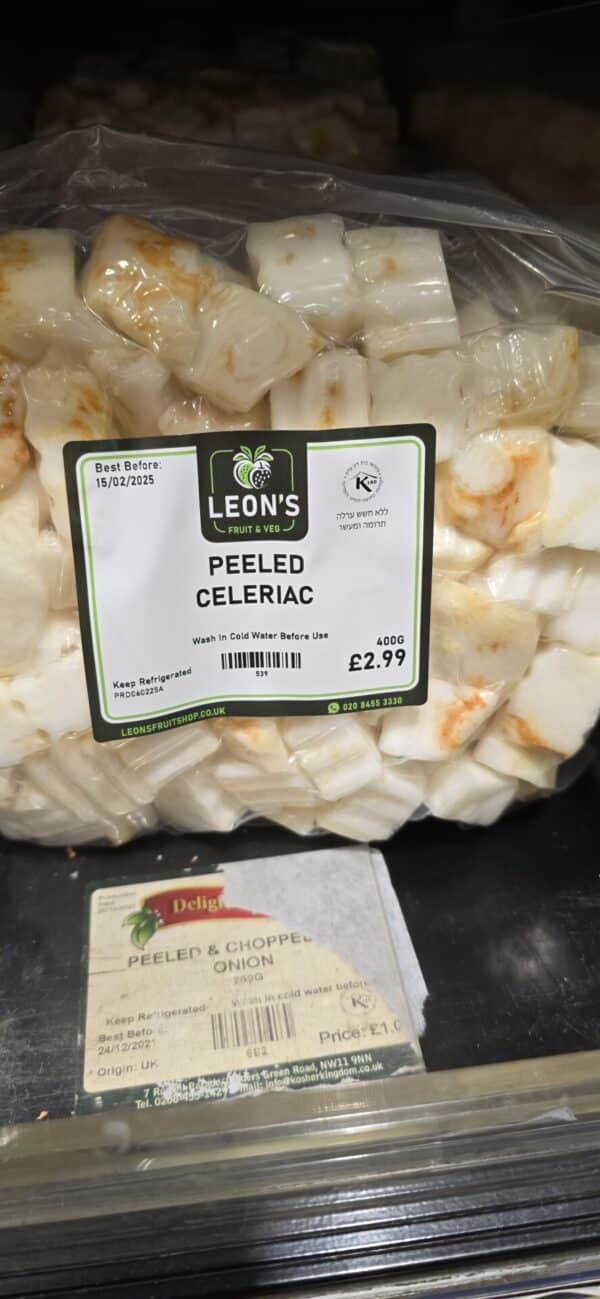 Best Before:
15/02/2025
LEON'S
FRUIT & VEG
K
ללא חשש ערלה
תרומה ומעשר
PEELED
CELERIAC
Wash In Cold Water Before Use
539
400G
£2.99
Keep Refrigerated
PRDC60225A
LEONSFRUITSHOP.CO.UK
020 8455 3330
PEELED & CHOPPE
ONION
Wash in cold water before
Keep Refrigerated
K
Best Befo
24/12/2021
Price: £1.0
Origin: UK
Green Road, NW11 9NN
info@kosherkingdom.co.uk
Tel.